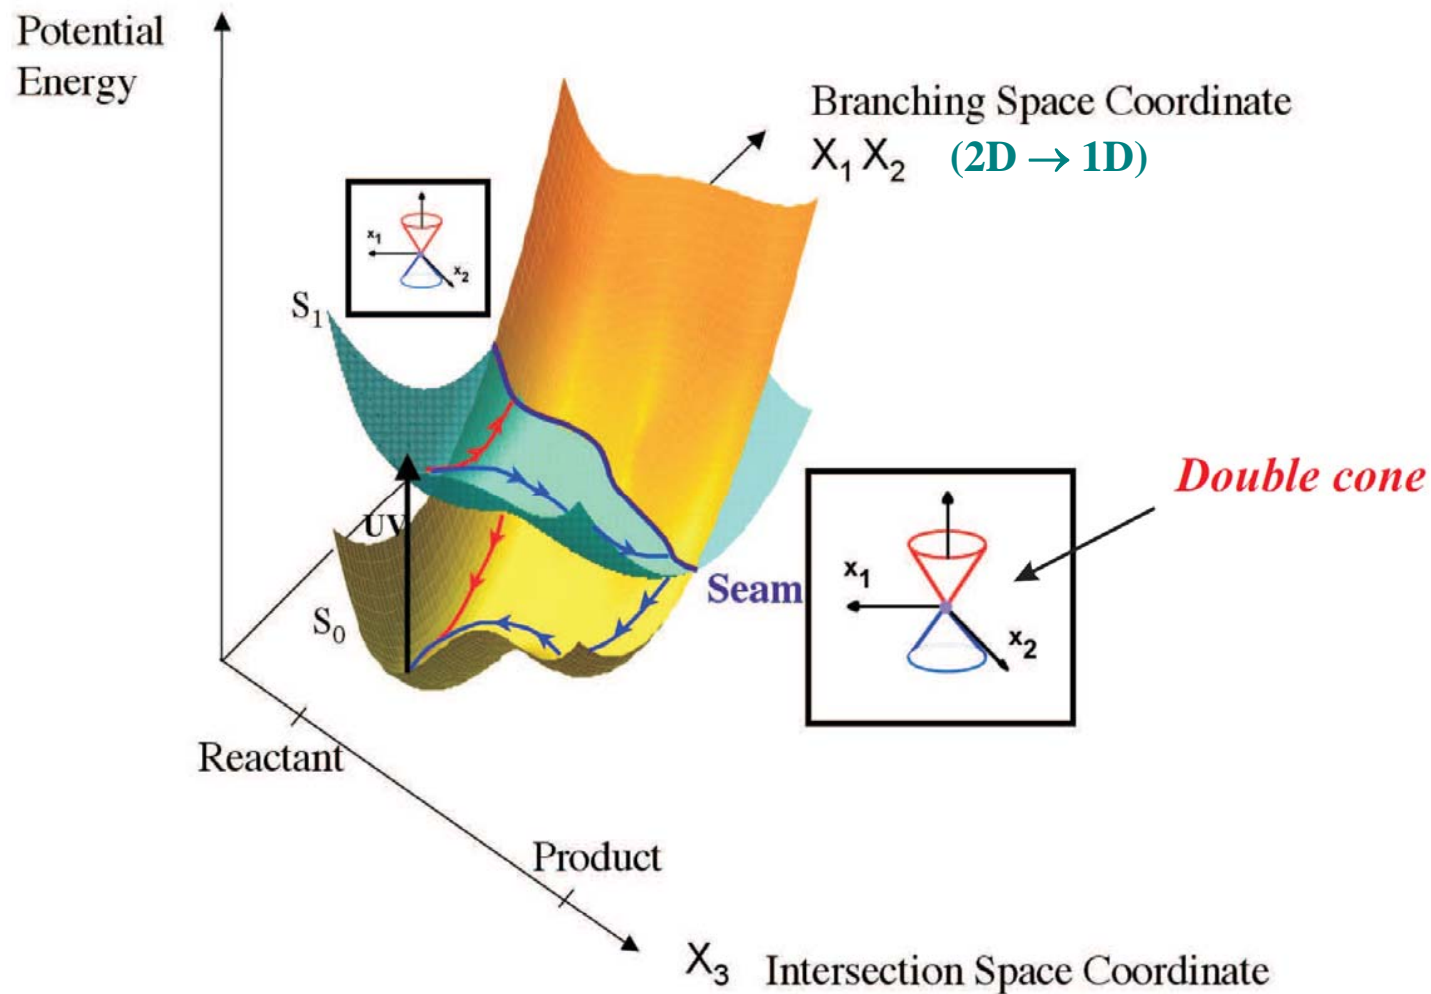 Potential
Energy
Branching Space Coordinate
X₁ X₂ (2D → 1D)
x₁
x₂
S₁
UV
Double cone
S₀
Seam
x₁
x₂
Reactant
Product
X₃ Intersection Space Coordinate